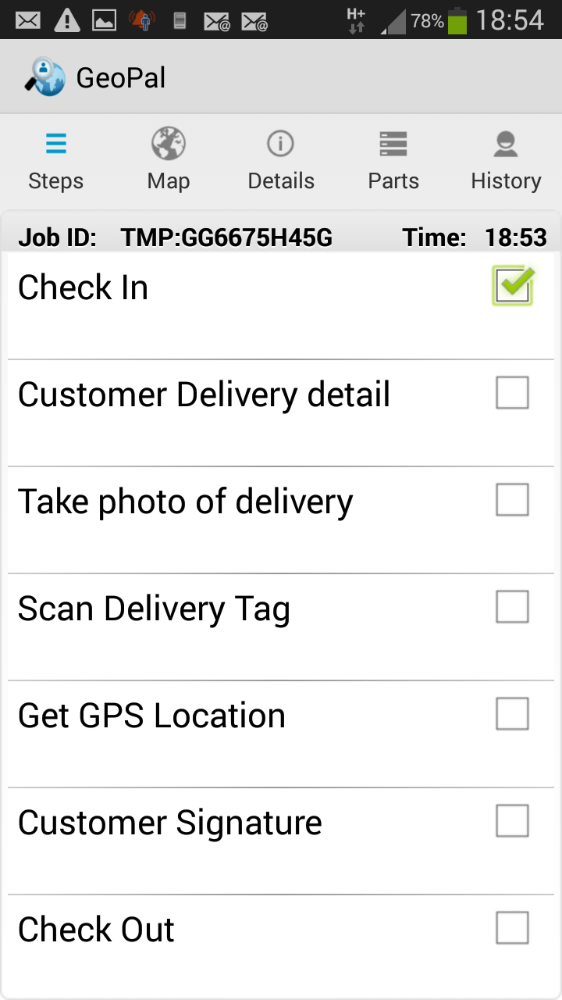 H+ 78% 18:54
GeoPal
Steps Map Details Parts History
Job ID: TMP:GG6675H45G Time: 18:53
Check In
Customer Delivery detail
Take photo of delivery
Scan Delivery Tag
Get GPS Location
Customer Signature
Check Out